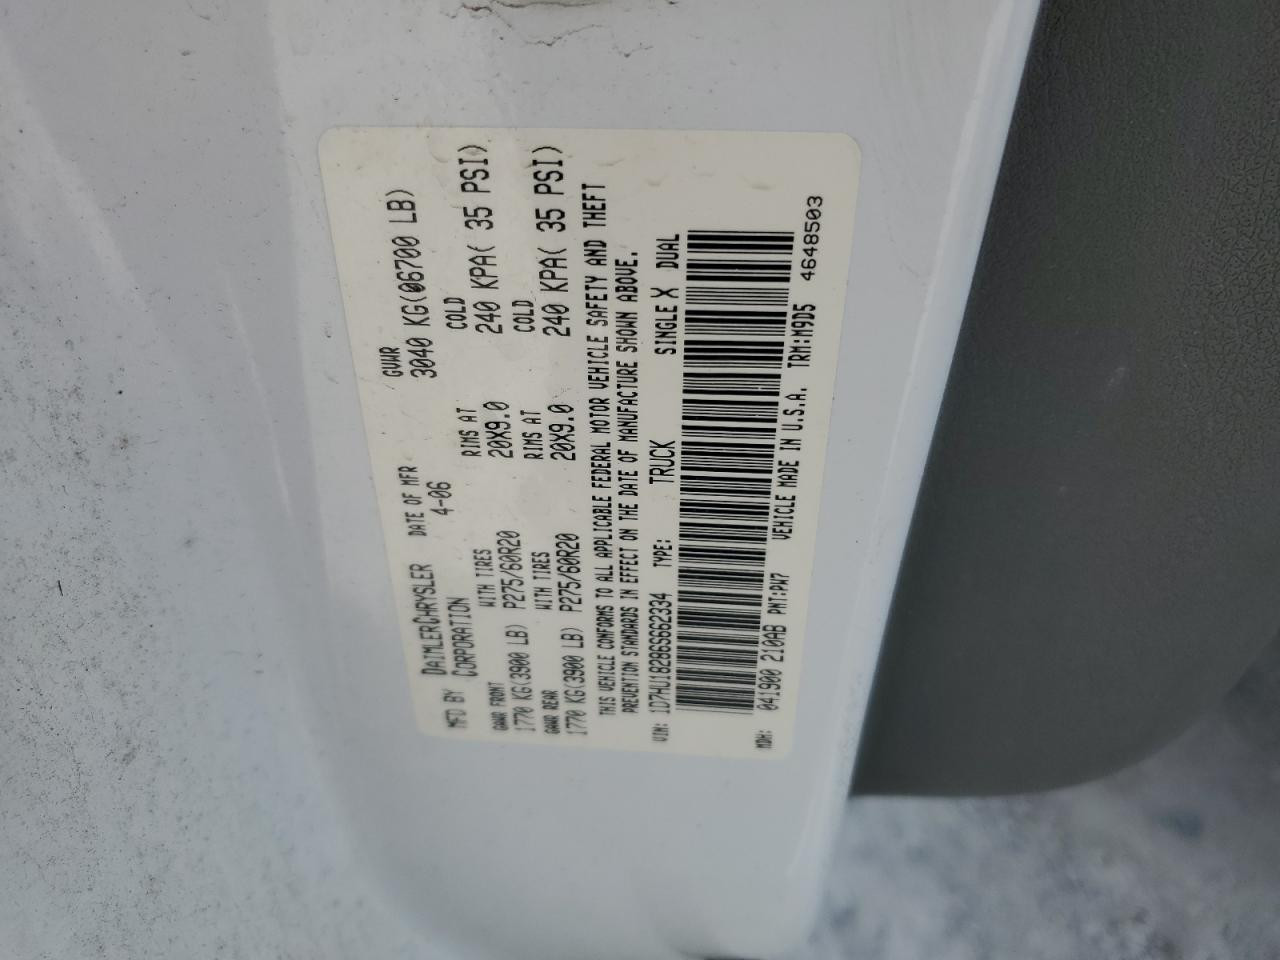 MFD BY DAIMLERCHRYSLER CORPORATION DATE OF MFR 4-06 GVWR 3040 KG(06700 LB)
GAWR FRONT WITH TIRES RIMS AT COLD
1770 KG(3900 LB) P275/60R20 20X9.0 240 KPA( 35 PSI)
GAWR REAR WITH TIRES RIMS AT COLD
1770 KG(3900 LB) P275/60R20 20X9.0 240 KPA( 35 PSI)
THIS VEHICLE CONFORMS TO ALL APPLICABLE FEDERAL MOTOR VEHICLE SAFETY AND THEFT
PREVENTION STANDARDS IN EFFECT ON THE DATE OF MANUFACTURE SHOWN ABOVE.
VIN: 1D7HU18286S662334 TYPE: TRUCK SINGLE X DUAL
MDH: 041900 210AB PNT:PW7 VEHICLE MADE IN U.S.A. TRM:M9D5 4648503